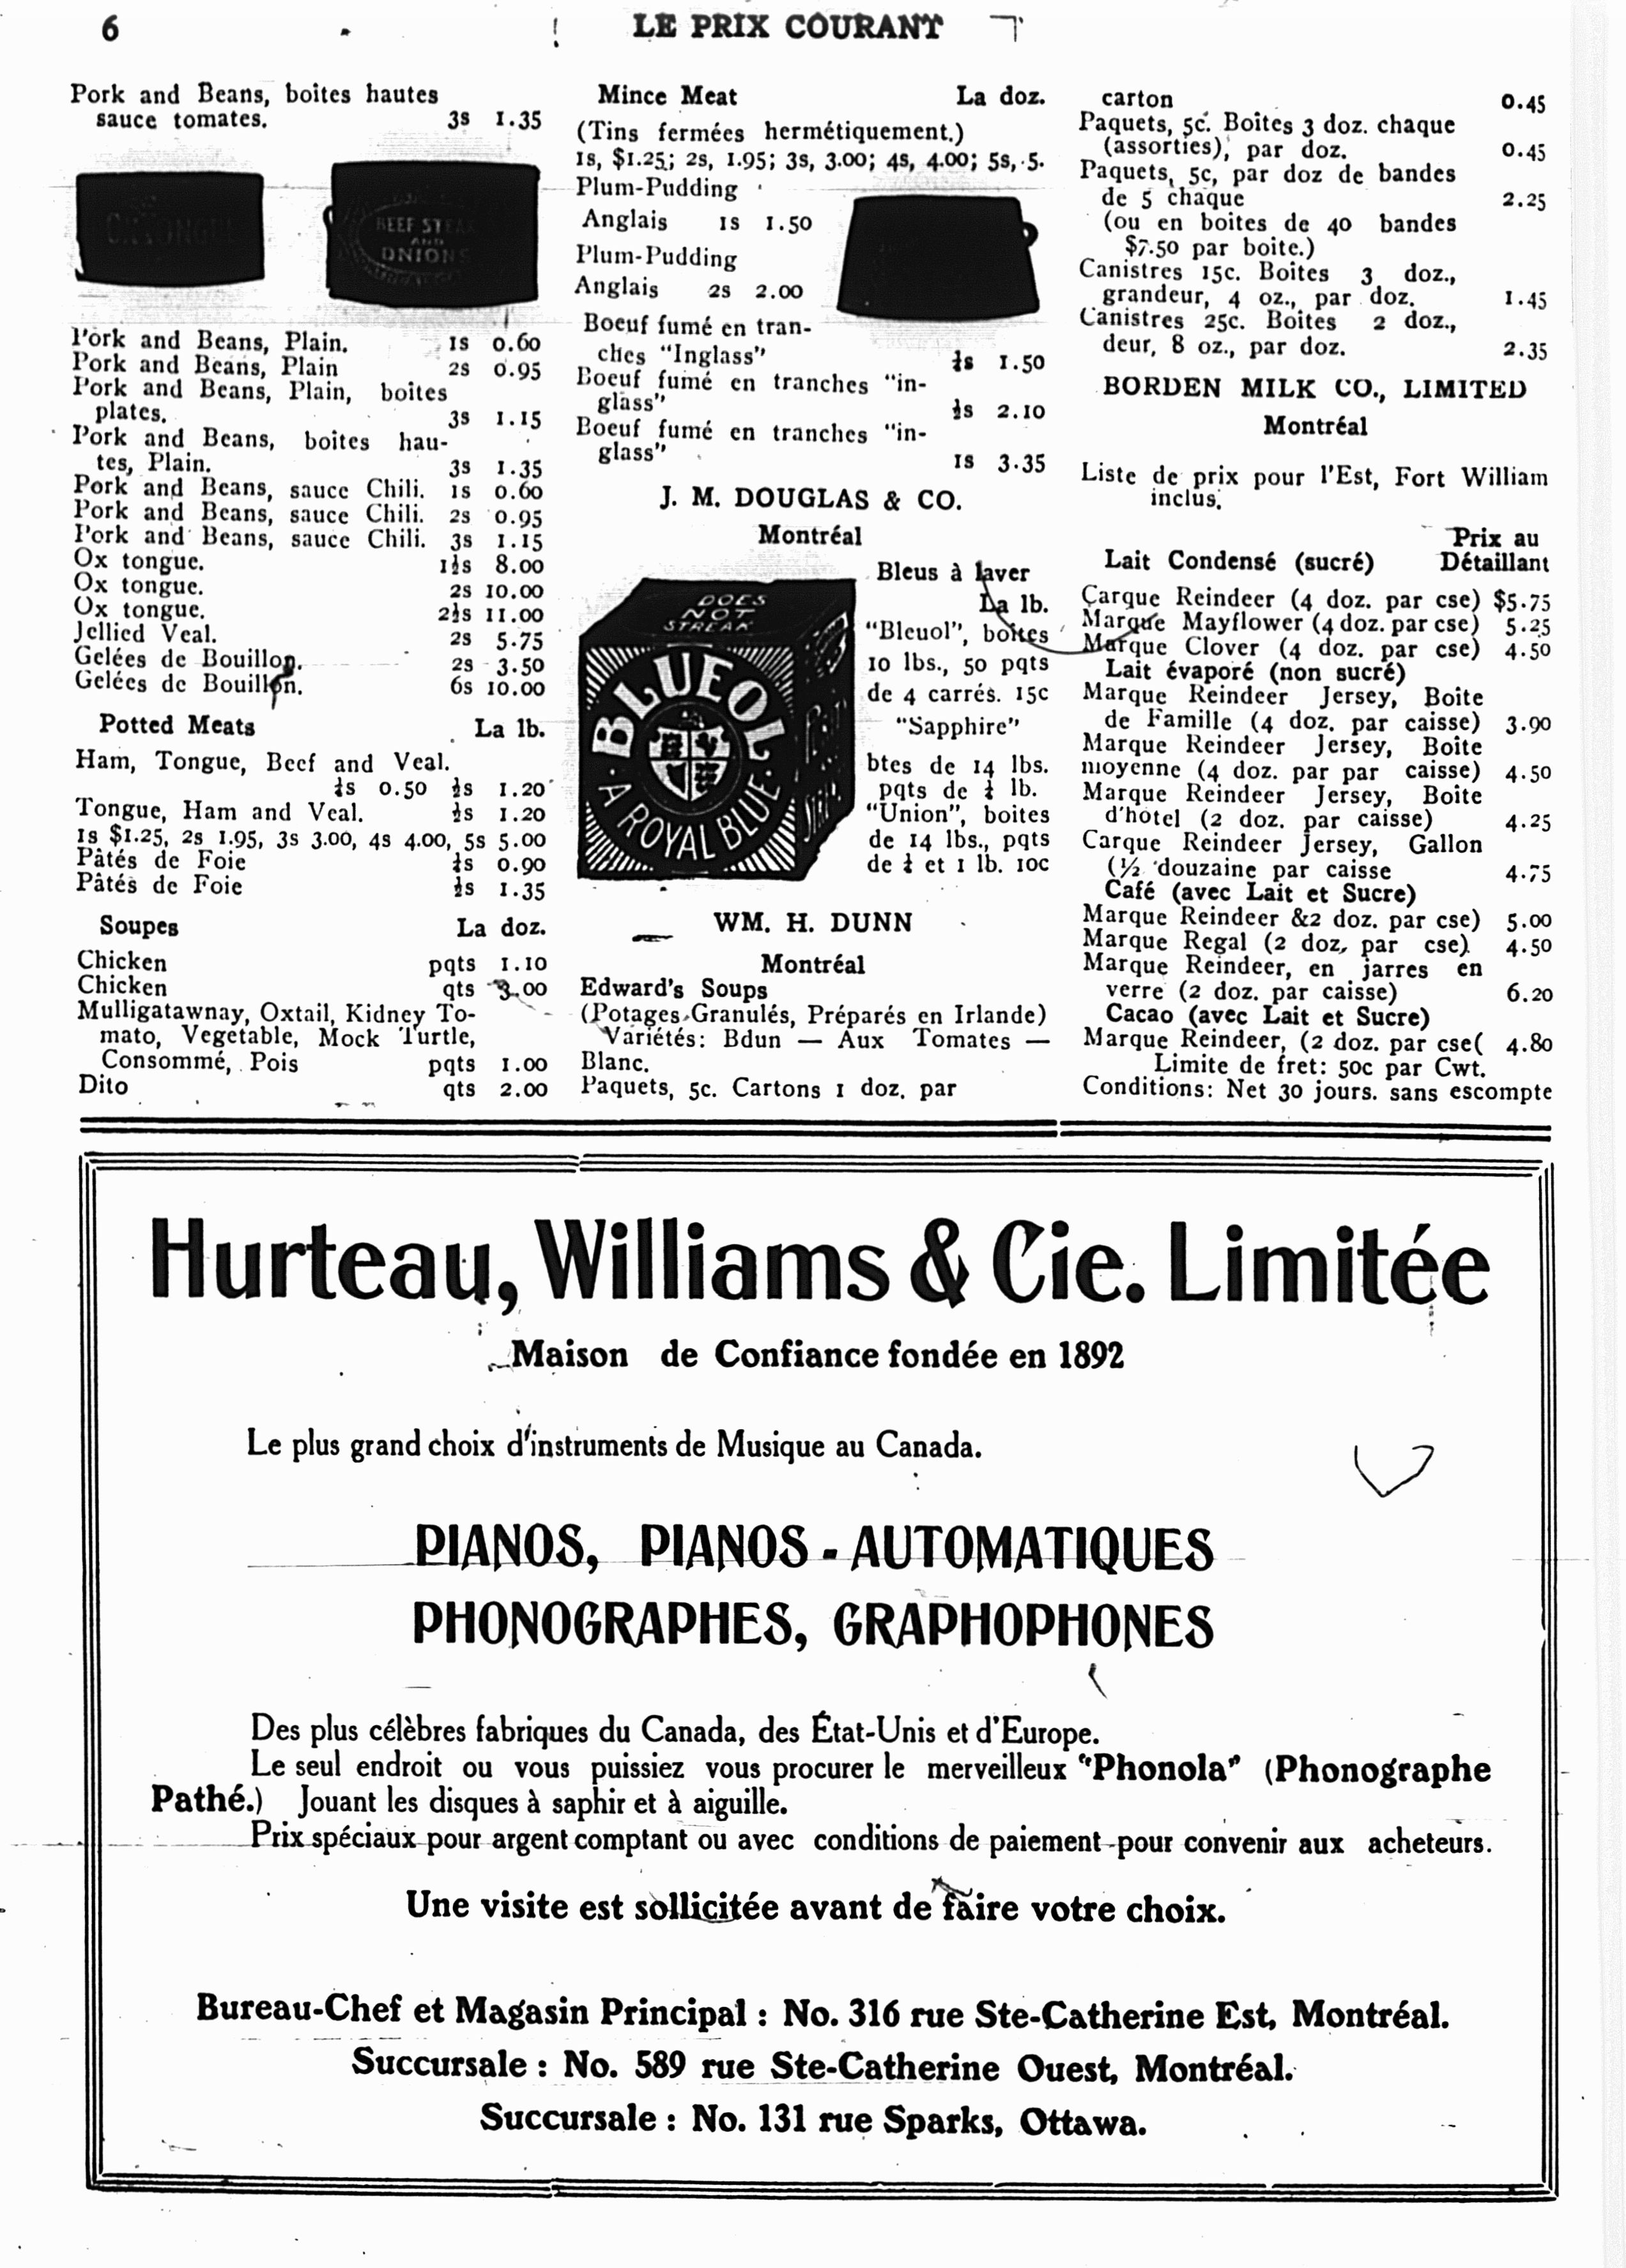 6
LE PRIX COURANT
Pork and Beans, boîtes hautes
sauce tomates. 3s 1.35
OX TONGUE
BEEF STEAK
AND
ONIONS
Pork and Beans, Plain. 1s 0.60
Pork and Beans, Plain 2s 0.95
Pork and Beans, Plain, boîtes
plates. 3s 1.15
Pork and Beans, boites hau-
tes, Plain. 3s 1.35
Pork and Beans, sauce Chili. 1s 0.60
Pork and Beans, sauce Chili. 2s 0.95
Pork and Beans, sauce Chili. 3s 1.15
Ox tongue. 1½s 8.00
Ox tongue. 2s 10.00
Ox tongue. 2½s 11.00
Jellied Veal. 2s 5.75
Gelées de Bouillon. 2s 3.50
Gelées de Bouillon. 6s 10.00
Potted Meats La lb.
Ham, Tongue, Beef and Veal.
¼s 0.50 ½s 1.20
Tongue, Ham and Veal. ½s 1.20
1s $1.25, 2s 1.95, 3s 3.00, 4s 4.00, 5s 5.00
Pâtés de Foie ¼s 0.90
Pâtés de Foie ½s 1.35
Soupes La doz.
Chicken pqts 1.10
Chicken qts 3.00
Mulligatawnay, Oxtail, Kidney To-
mato, Vegetable, Mock Turtle,
Consommé, Pois pqts 1.00
Dito qts 2.00
Mince Meat La doz.
(Tins fermées hermétiquement.)
1s, $1.25; 2s, 1.95; 3s, 3.00; 4s, 4.00; 5s, 5.
Plum-Pudding
Anglais 1s 1.50
Plum-Pudding
Anglais 2s 2.00
Boeuf fumé en tran-
ches "Inglass" ¼s 1.50
Boeuf fumé en tranches "in-
glass" ½s 2.10
Boeuf fumé en tranches "in-
glass" 1s 3.35
J. M. DOUGLAS & CO.
Montréal
DOES
NOT
STREAK
BLUEOL
A ROYAL BLUE
Bleus à laver
La lb.
"Bleuol", boîtes
10 lbs., 50 pqts
de 4 carrés. 15c
"Sapphire"
btes de 14 lbs.
pqts de ¼ lb.
"Union", boites
de 14 lbs., pqts
de ¼ et 1 lb. 10c
WM. H. DUNN
Montréal
Edward's Soups
(Potages Granulés, Préparés en Irlande)
Variétés: Bdun — Aux Tomates —
Blanc.
Paquets, 5c. Cartons 1 doz. par
carton 0.45
Paquets, 5c. Boîtes 3 doz. chaque
(assorties), par doz. 0.45
Paquets, 5c, par doz de bandes
de 5 chaque 2.25
(ou en boites de 40 bandes
$7.50 par boite.)
Canistres 15c. Boîtes 3 doz.,
grandeur, 4 oz., par doz. 1.45
Canistres 25c. Boites 2 doz.,
deur, 8 oz., par doz. 2.35
BORDEN MILK CO., LIMITED
Montréal
Liste de prix pour l'Est, Fort William
inclus.
Prix au
Lait Condensé (sucré) Détaillant
Carque Reindeer (4 doz. par cse) $5.75
Marque Mayflower (4 doz. par cse) 5.25
Marque Clover (4 doz. par cse) 4.50
Lait évaporé (non sucré)
Marque Reindeer Jersey, Boîte
de Famille (4 doz. par caisse) 3.90
Marque Reindeer Jersey, Boîte
moyenne (4 doz. par par caisse) 4.50
Marque Reindeer Jersey, Boîte
d'hôtel (2 doz. par caisse) 4.25
Carque Reindeer Jersey, Gallon
(½ douzaine par caisse 4.75
Café (avec Lait et Sucre)
Marque Reindeer &2 doz. par cse) 5.00
Marque Regal (2 doz, par cse) 4.50
Marque Reindeer, en jarres en
verre (2 doz. par caisse) 6.20
Cacao (avec Lait et Sucre)
Marque Reindeer, (2 doz. par cse( 4.80
Limite de fret: 50c par Cwt.
Conditions: Net 30 jours. sans escompte
Hurteau, Williams & Cie. Limitée
Maison de Confiance fondée en 1892
Le plus grand choix d'instruments de Musique au Canada.
PIANOS, PIANOS-AUTOMATIQUES
PHONOGRAPHES, GRAPHOPHONES
Des plus célèbres fabriques du Canada, des État-Unis et d'Europe.
Le seul endroit ou vous puissiez vous procurer le merveilleux "Phonola" (Phonographe
Pathé.) Jouant les disques à saphir et à aiguille.
Prix spéciaux pour argent comptant ou avec conditions de paiement pour convenir aux acheteurs.
Une visite est sollicitée avant de faire votre choix.
Bureau-Chef et Magasin Principal : No. 316 rue Ste-Catherine Est, Montréal.
Succursale : No. 589 rue Ste-Catherine Ouest, Montréal.
Succursale : No. 131 rue Sparks, Ottawa.